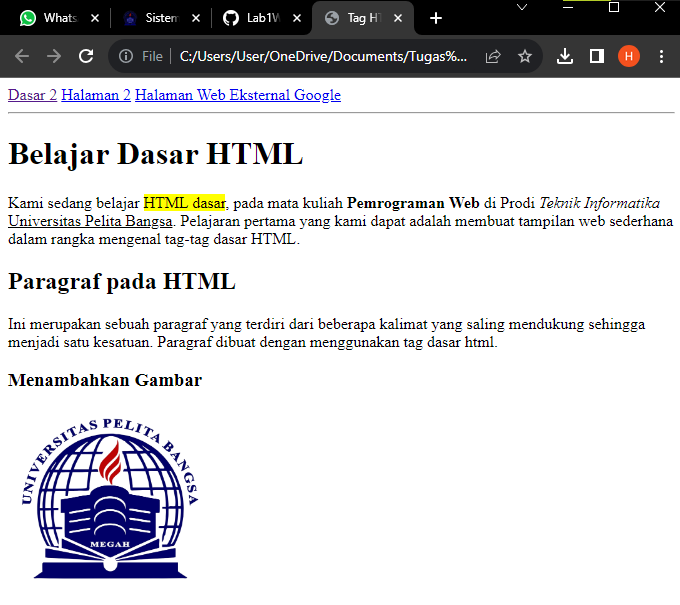 Whats
Sistem
Lab1W
Tag HT
File
C:/Users/User/OneDrive/Documents/Tugas%...
H
Dasar 2 Halaman 2 Halaman Web Eksternal Google
Belajar Dasar HTML
Kami sedang belajar HTML dasar, pada mata kuliah Pemrograman Web di Prodi Teknik Informatika
Universitas Pelita Bangsa. Pelajaran pertama yang kami dapat adalah membuat tampilan web sederhana
dalam rangka mengenal tag-tag dasar HTML.
Paragraf pada HTML
Ini merupakan sebuah paragraf yang terdiri dari beberapa kalimat yang saling mendukung sehingga
menjadi satu kesatuan. Paragraf dibuat dengan menggunakan tag dasar html.
Menambahkan Gambar
UNIVERSITAS PELITA BANGSA
MEGAH